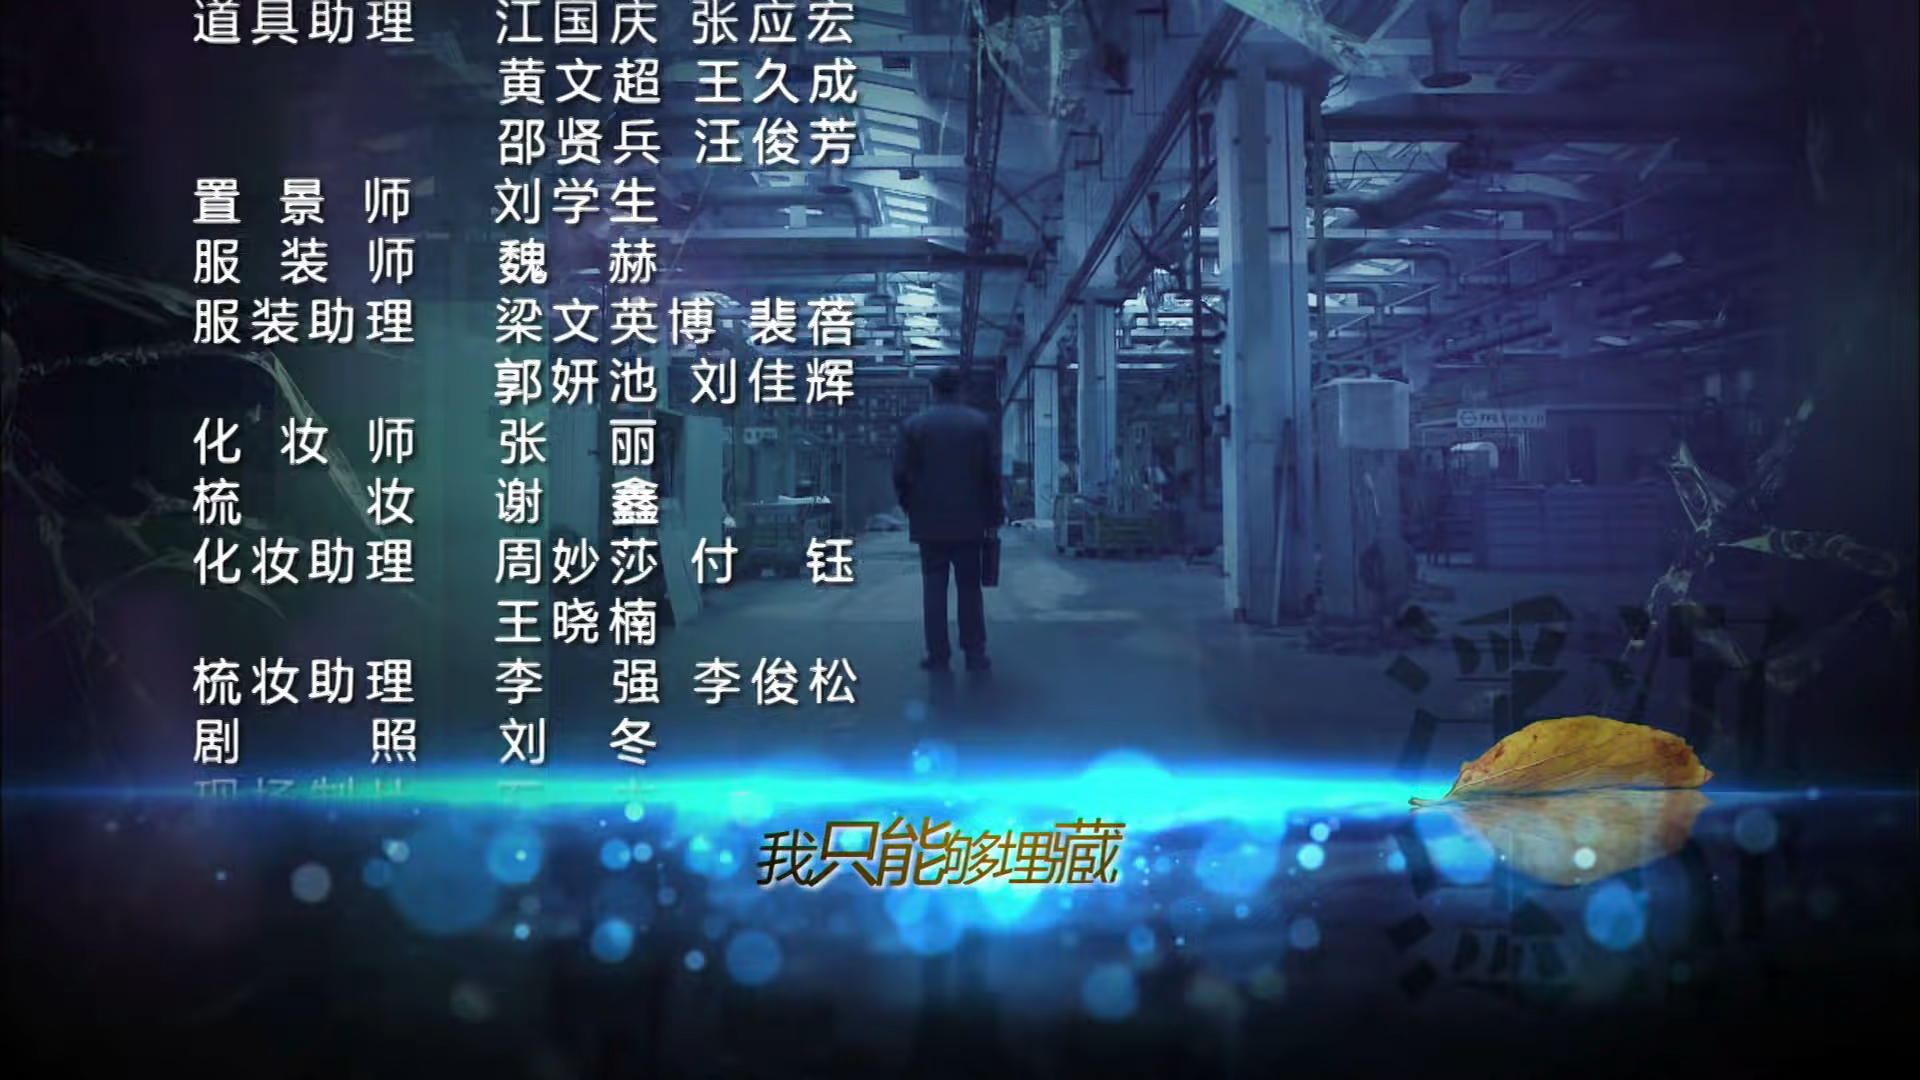 道具助理 江国庆 张应宏
黄文超 王久成
邵贤兵 汪俊芳
置景师 刘学生
服装师 魏赫
服装助理 梁文英博 裴蓓
郭妍池 刘佳辉
化妆师 张丽
梳妆 谢鑫
化妆助理 周妙莎 付钰
王晓楠
梳妆助理 李强 李俊松
剧照 刘冬
我只能够埋藏